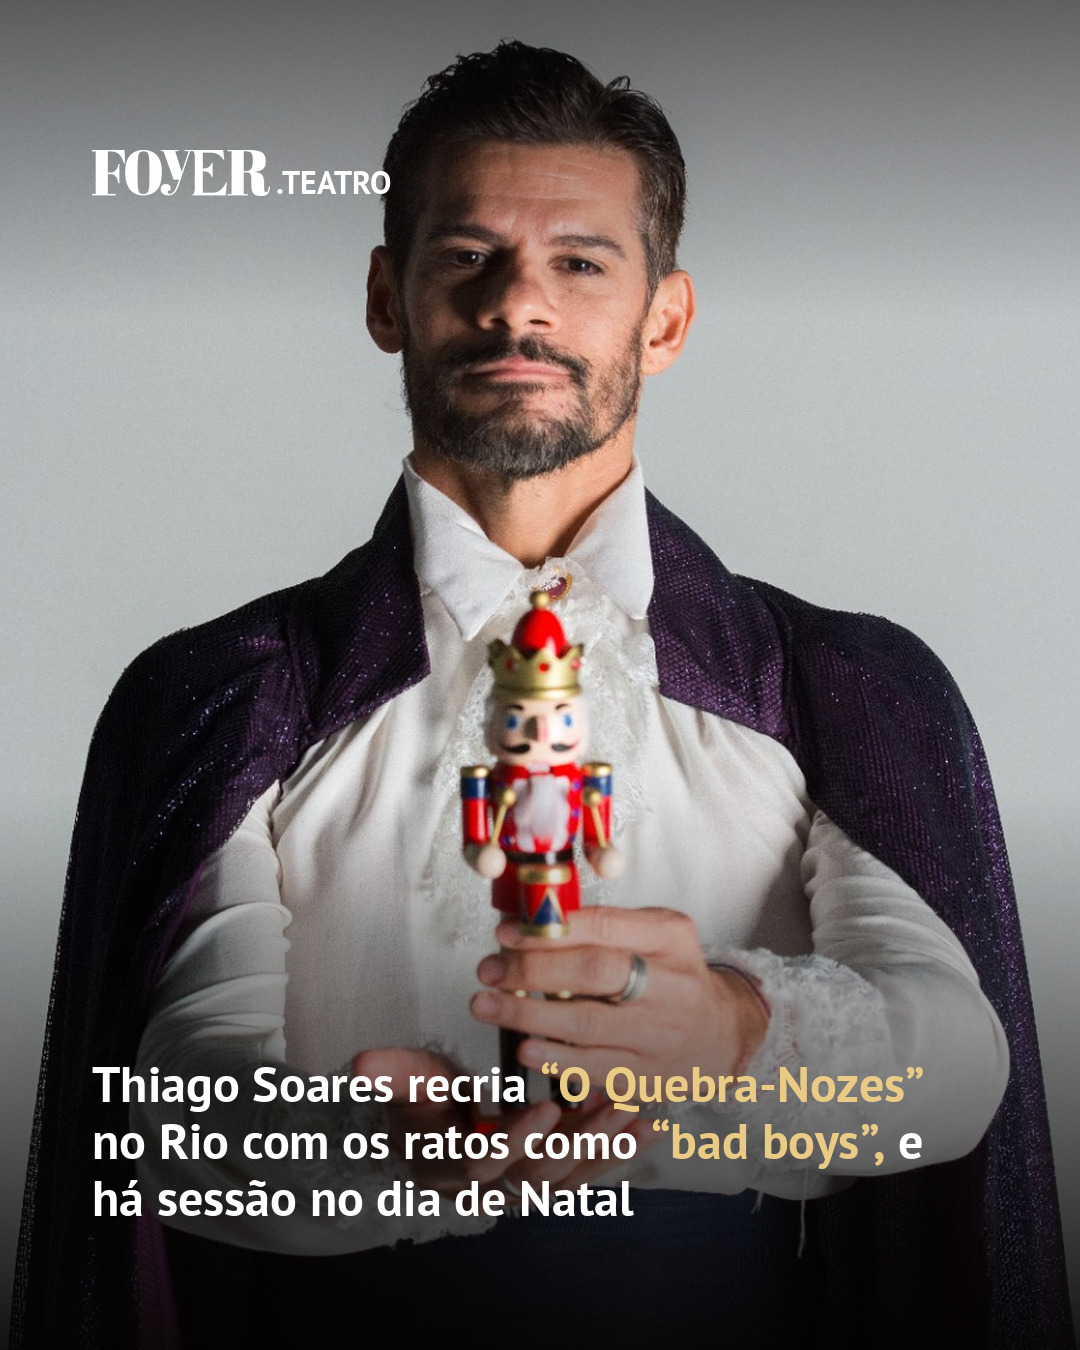 FOYER .TEATRO
Thiago Soares recria “O Quebra-Nozes”
no Rio com os ratos como “bad boys”, e
há sessão no dia de Natal